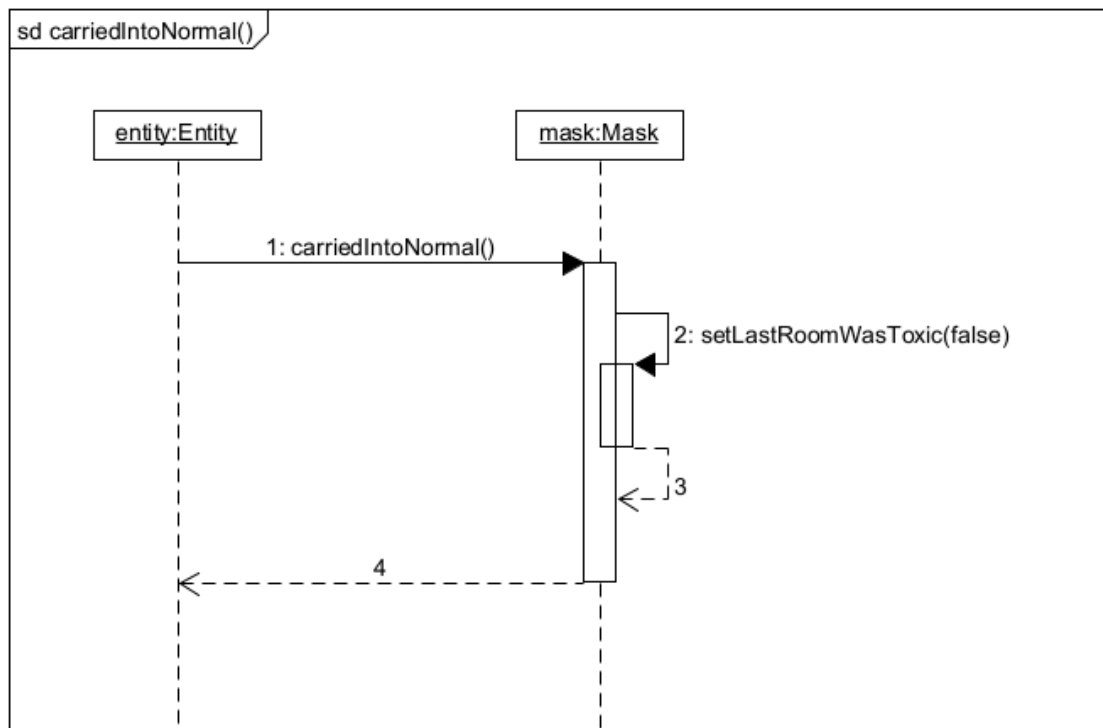 sd carriedIntoNormal()
entity:Entity
mask:Mask
1: carriedIntoNormal()
2: setLastRoomWasToxic(false)
3
4